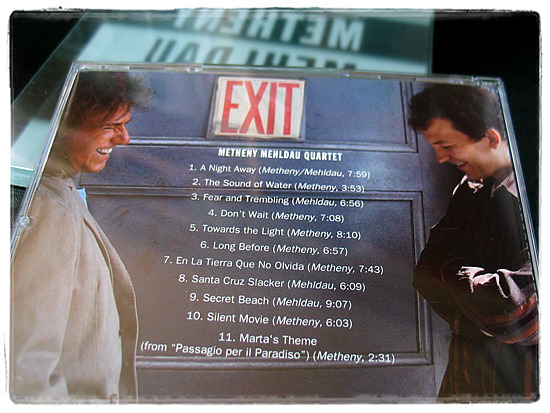 METHENY
MEHLDAU
EXIT
METHENY MEHLDAU QUARTET
1. A Night Away (Metheny/Mehldau, 7:59)
2. The Sound of Water (Metheny, 3:53)
3. Fear and Trembling (Mehldau, 6:56)
4. Don't Wait (Metheny, 7:08)
5. Towards the Light (Mehldau, 8:10)
6. Long Before (Metheny, 6:57)
7. En La Tierra Que No Olvida (Metheny, 7:43)
8. Santa Cruz Slacker (Mehldau, 6:09)
9. Secret Beach (Mehldau, 9:07)
10. Silent Movie (Metheny, 6:03)
11. Marta's Theme
(from "Passagio per il Paradiso") (Metheny, 2:31)